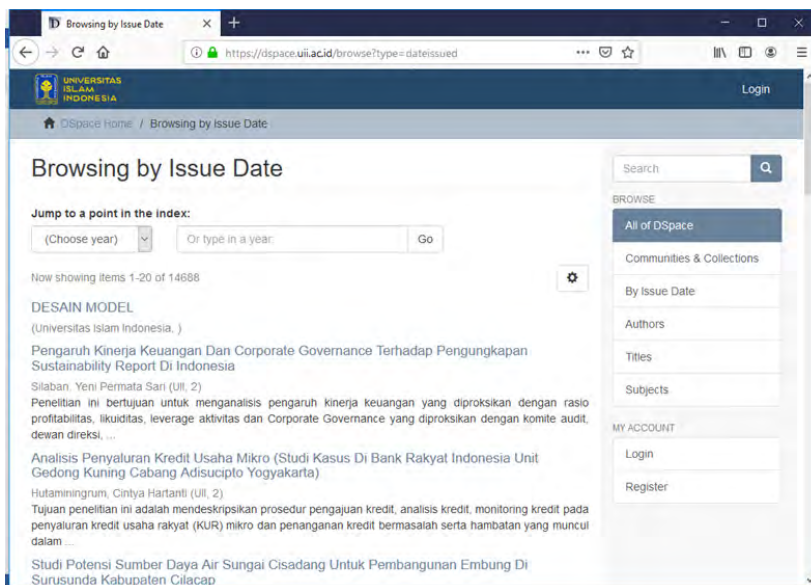 Browsing by Issue Date
https://dspace.uii.ac.id/browse?type=dateissued
UNIVERSITAS
ISLAM
INDONESIA
Login
DSpace Home / Browsing by Issue Date
Browsing by Issue Date
Jump to a point in the index:
(Choose year)
Or type in a year:
Go
Now showing items 1-20 of 14688
DESAIN MODEL
(Universitas Islam Indonesia, )
Pengaruh Kinerja Keuangan Dan Corporate Governance Terhadap Pengungkapan
Sustainability Report Di Indonesia
Silaban, Yeni Permata Sari (UII, 2)
Penelitian ini bertujuan untuk menganalisis pengaruh kinerja keuangan yang diproksikan dengan rasio
profitabilitas, likuiditas, leverage aktivitas dan Corporate Governance yang diproksikan dengan komite audit,
dewan direksi, ...
Analisis Penyaluran Kredit Usaha Mikro (Studi Kasus Di Bank Rakyat Indonesia Unit
Gedong Kuning Cabang Adisucipto Yogyakarta)
Hutaminingrum, Cintya Hartanti (UII, 2)
Tujuan penelitian ini adalah mendeskripsikan prosedur pengajuan kredit, analisis kredit, monitoring kredit pada
penyaluran kredit usaha rakyat (KUR) mikro dan penanganan kredit bermasalah serta hambatan yang muncul
dalam ...
Studi Potensi Sumber Daya Air Sungai Cisadang Untuk Pembangunan Embung Di
Surusunda Kabupaten Cilacap
Search
BROWSE
All of DSpace
Communities & Collections
By Issue Date
Authors
Titles
Subjects
MY ACCOUNT
Login
Register